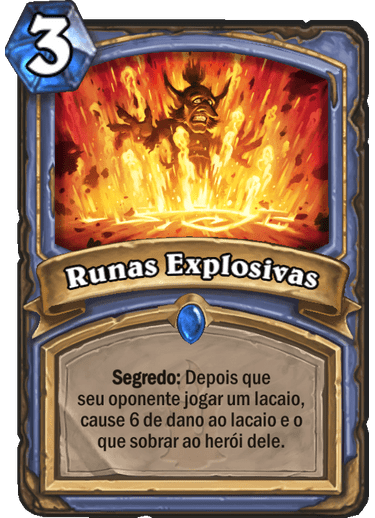 3
Runas Explosivas
Segredo: Depois que
seu oponente jogar um lacaio,
cause 6 de dano ao lacaio e o
que sobrar ao herói dele.